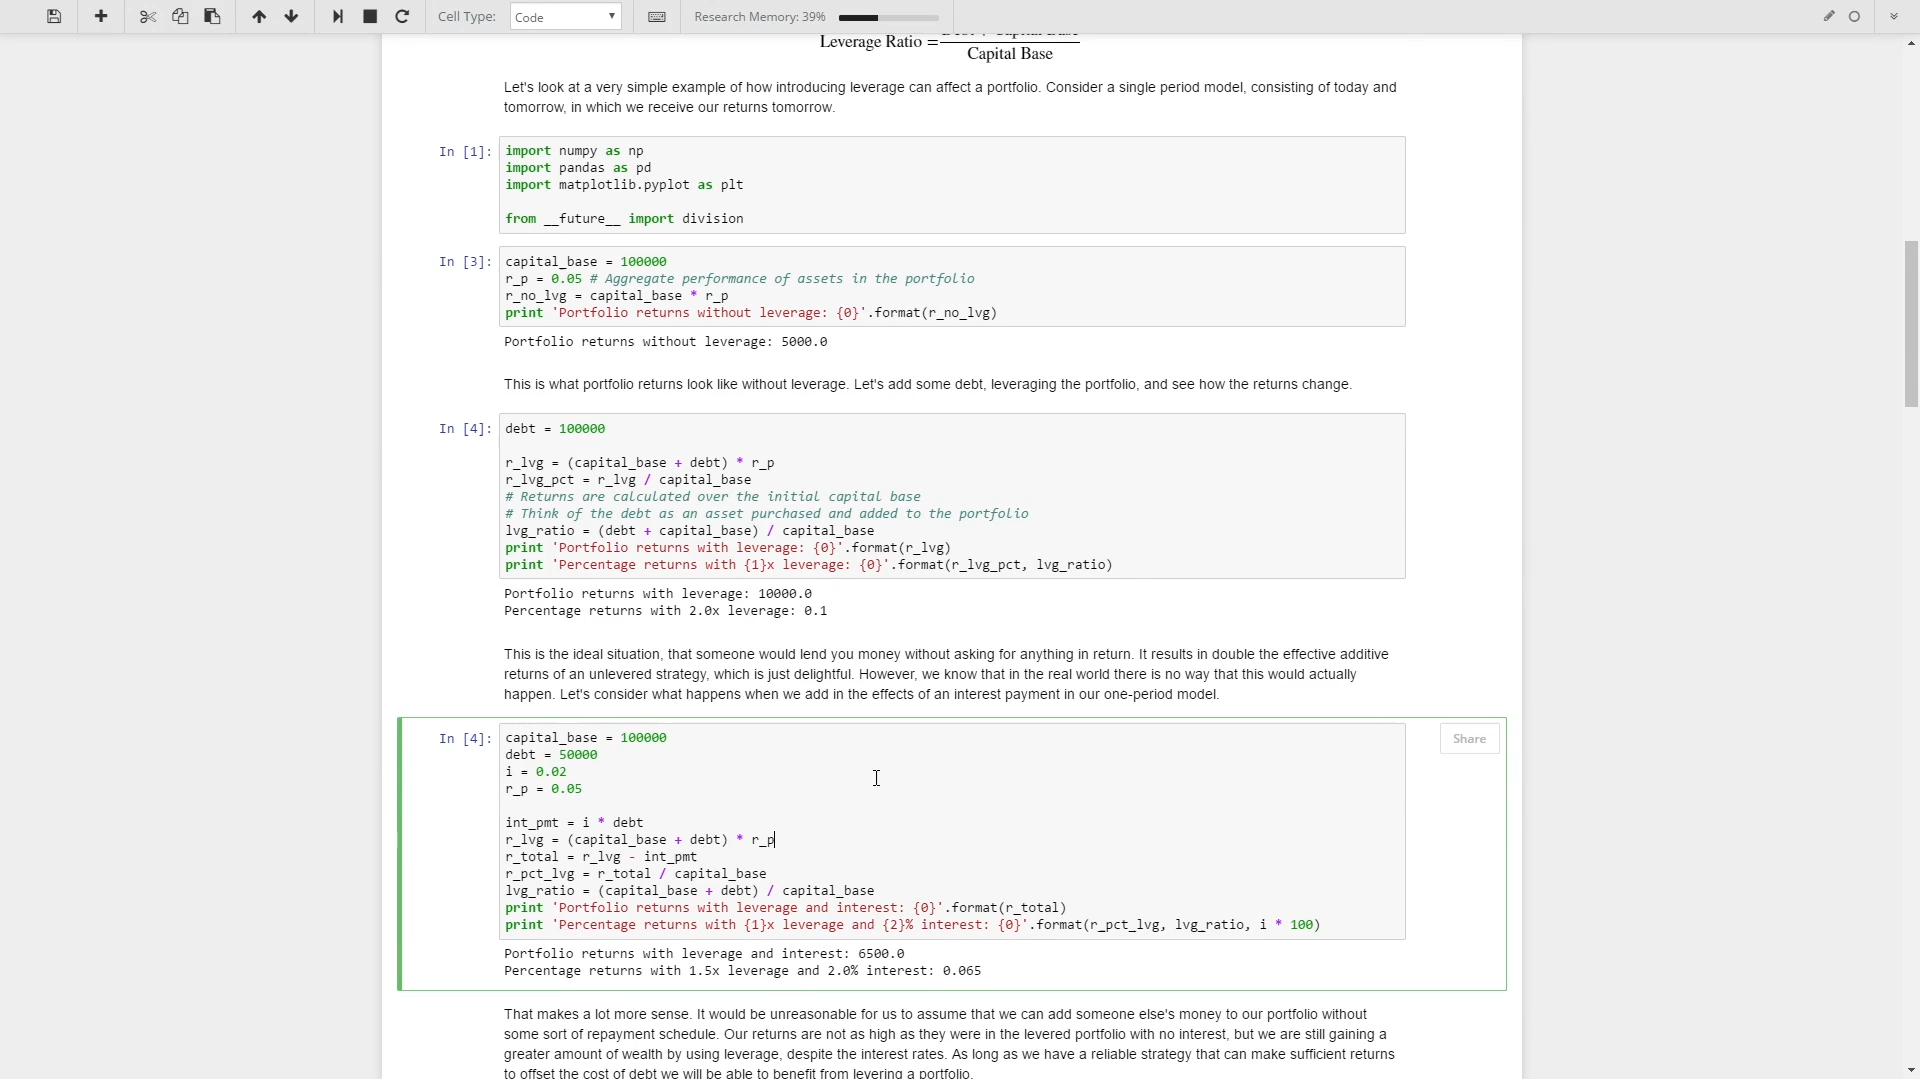 Cell Type: Code Research Memory: 39%
Leverage Ratio = Debt + Capital Base
Capital Base
Let's look at a very simple example of how introducing leverage can affect a portfolio. Consider a single period model, consisting of today and
tomorrow, in which we receive our returns tomorrow.
In [1]: import numpy as np
import pandas as pd
import matplotlib.pyplot as plt
from __future__ import division
In [3]: capital_base = 100000
r_p = 0.05 # Aggregate performance of assets in the portfolio
r_no_lvg = capital_base * r_p
print 'Portfolio returns without leverage: {0}'.format(r_no_lvg)
Portfolio returns without leverage: 5000.0
This is what portfolio returns look like without leverage. Let's add some debt, leveraging the portfolio, and see how the returns change.
In [4]: debt = 100000
r_lvg = (capital_base + debt) * r_p
r_lvg_pct = r_lvg / capital_base
# Returns are calculated over the initial capital base
# Think of the debt as an asset purchased and added to the portfolio
lvg_ratio = (debt + capital_base) / capital_base
print 'Portfolio returns with leverage: {0}'.format(r_lvg)
print 'Percentage returns with {1}x leverage: {0}'.format(r_lvg_pct, lvg_ratio)
Portfolio returns with leverage: 10000.0
Percentage returns with 2.0x leverage: 0.1
This is the ideal situation, that someone would lend you money without asking for anything in return. It results in double the effective additive
returns of an unlevered strategy, which is just delightful. However, we know that in the real world there is no way that this would actually
happen. Let's consider what happens when we add in the effects of an interest payment in our one-period model.
In [4]: capital_base = 100000
Share
debt = 50000
i = 0.02
r_p = 0.05
int_pmt = i * debt
r_lvg = (capital_base + debt) * r_p
r_total = r_lvg - int_pmt
r_pct_lvg = r_total / capital_base
lvg_ratio = (capital_base + debt) / capital_base
print 'Portfolio returns with leverage and interest: {0}'.format(r_total)
print 'Percentage returns with {1}x leverage and {2}% interest: {0}'.format(r_pct_lvg, lvg_ratio, i * 100)
Portfolio returns with leverage and interest: 6500.0
Percentage returns with 1.5x leverage and 2.0% interest: 0.065
That makes a lot more sense. It would be unreasonable for us to assume that we can add someone else's money to our portfolio without
some sort of repayment schedule. Our returns are not as high as they were in the levered portfolio with no interest, but we are still gaining a
greater amount of wealth by using leverage, despite the interest rates. As long as we have a reliable strategy that can make sufficient returns
to offset the cost of debt we will be able to benefit from levering a portfolio.